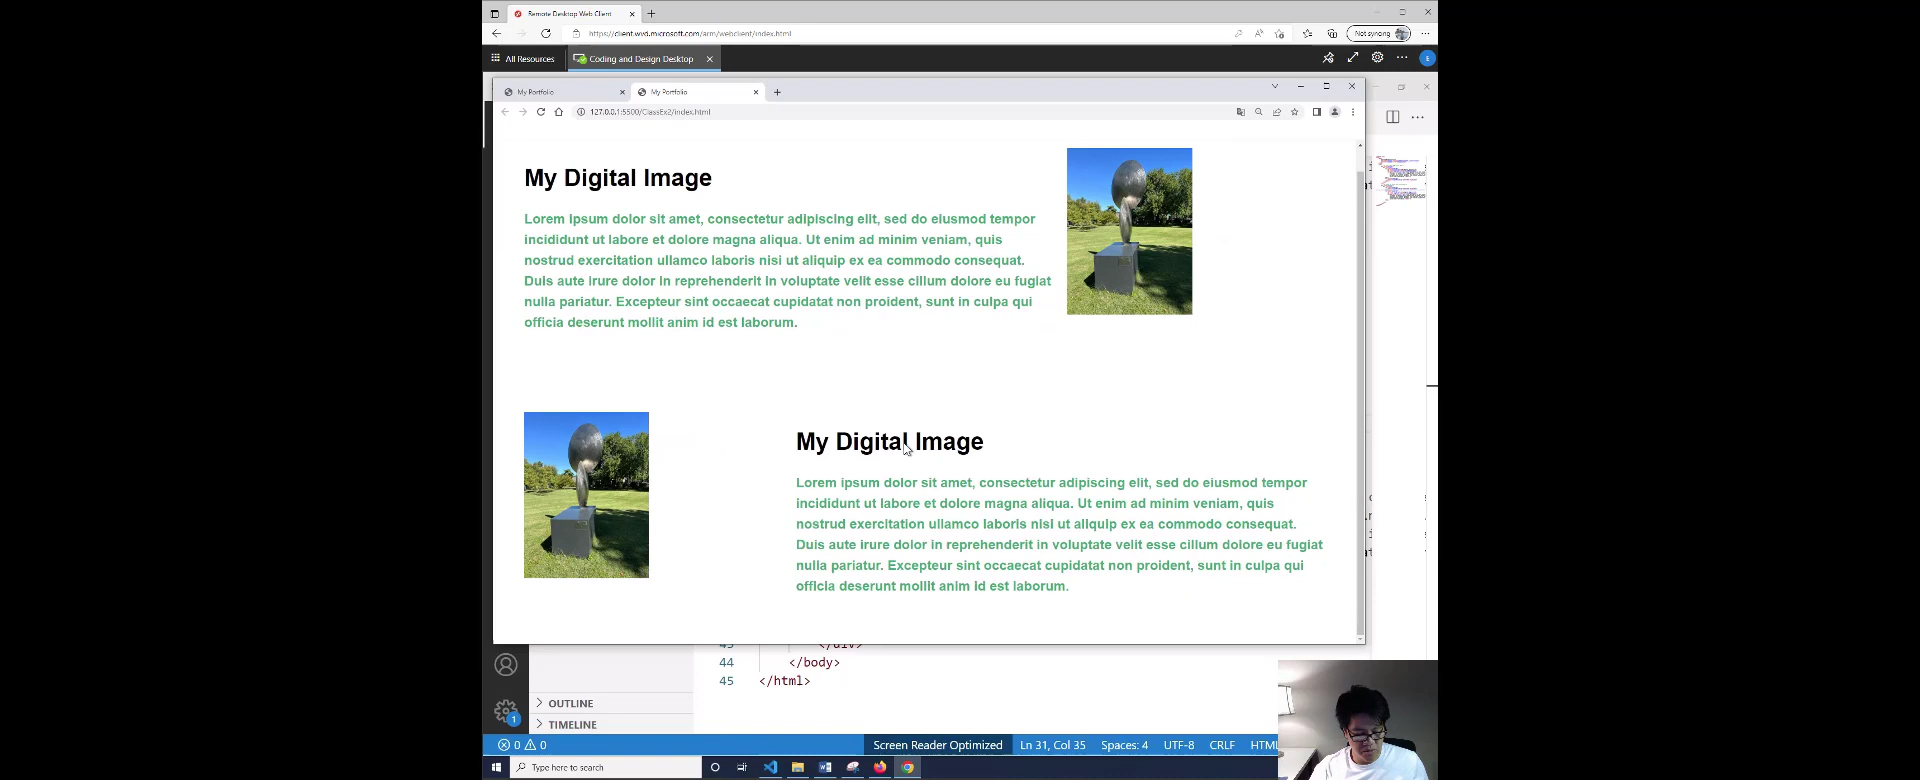 Remote Desktop Web Client
https://client.wvd.microsoft.com/arm/webclient/index.html
Not syncing
All Resources
Coding and Design Desktop
E
My Portfolio
My Portfolio
127.0.0.1:5500/ClassEx2/index.html
My Digital Image
Lorem ipsum dolor sit amet, consectetur adipiscing elit, sed do eiusmod tempor
incididunt ut labore et dolore magna aliqua. Ut enim ad minim veniam, quis
nostrud exercitation ullamco laboris nisi ut aliquip ex ea commodo consequat.
Duis aute irure dolor in reprehenderit in voluptate velit esse cillum dolore eu fugiat
nulla pariatur. Excepteur sint occaecat cupidatat non proident, sunt in culpa qui
officia deserunt mollit anim id est laborum.
My Digital Image
Lorem ipsum dolor sit amet, consectetur adipiscing elit, sed do eiusmod tempor
incididunt ut labore et dolore magna aliqua. Ut enim ad minim veniam, quis
nostrud exercitation ullamco laboris nisi ut aliquip ex ea commodo consequat.
Duis aute irure dolor in reprehenderit in voluptate velit esse cillum dolore eu fugiat
nulla pariatur. Excepteur sint occaecat cupidatat non proident, sunt in culpa qui
officia deserunt mollit anim id est laborum.
44 </body>
45 </html>
OUTLINE
1
TIMELINE
0 0
Screen Reader Optimized
Ln 31, Col 35
Spaces: 4
UTF-8
CRLF
HTML
Type here to search